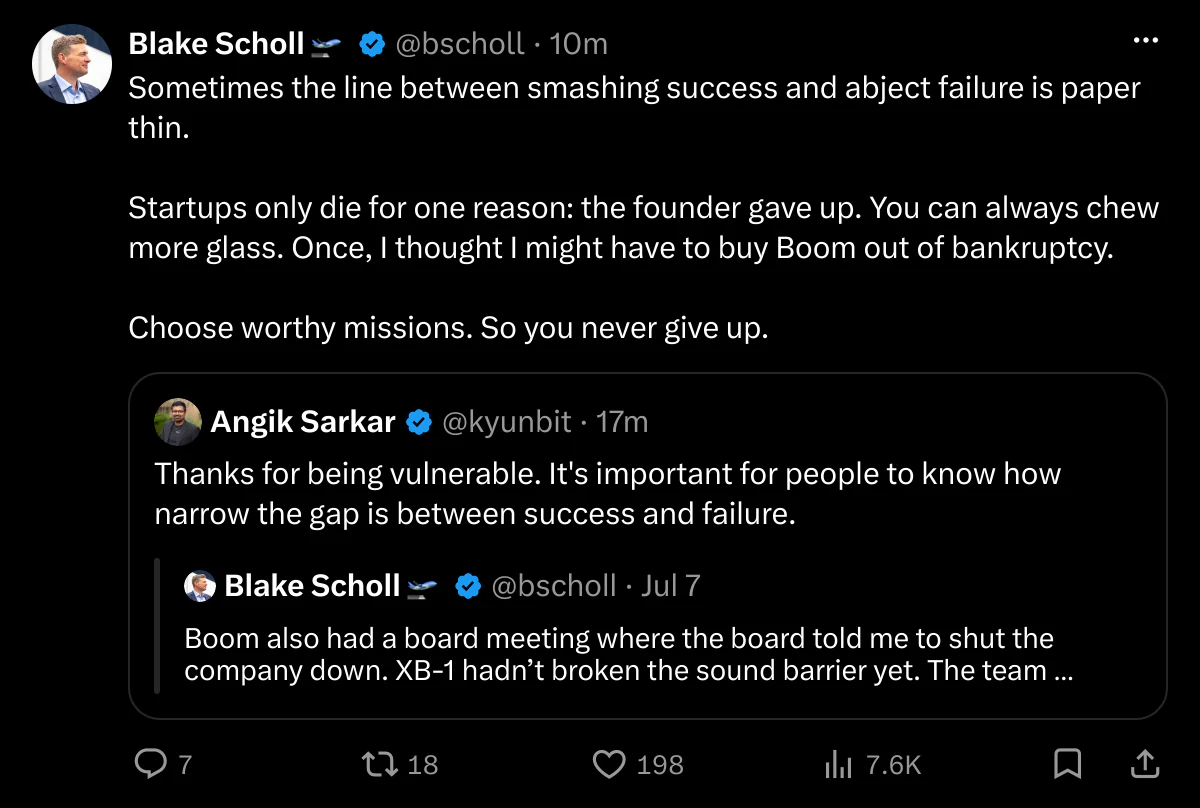 Blake Scholl @bscholl · 10m
Sometimes the line between smashing success and abject failure is paper
thin.
Startups only die for one reason: the founder gave up. You can always chew
more glass. Once, I thought I might have to buy Boom out of bankruptcy.
Choose worthy missions. So you never give up.
Angik Sarkar @kyunbit · 17m
Thanks for being vulnerable. It's important for people to know how
narrow the gap is between success and failure.
Blake Scholl @bscholl · Jul 7
Boom also had a board meeting where the board told me to shut the
company down. XB-1 hadn’t broken the sound barrier yet. The team ...
7 18 198 7.6K